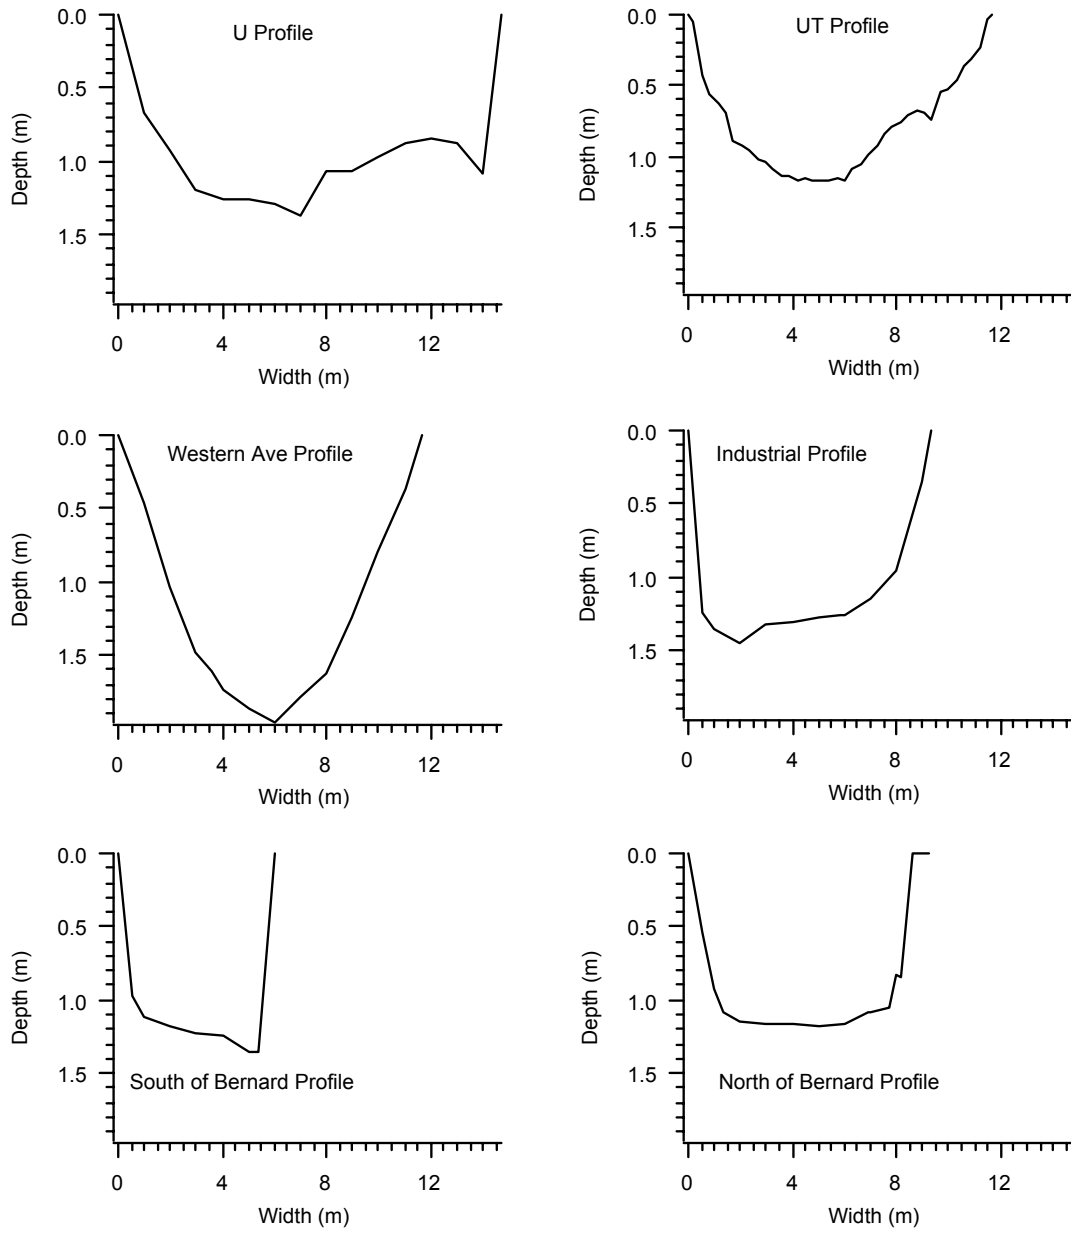 U Profile
0.0
0.5
1.0
1.5
Depth (m)
0 4 8 12
Width (m)
UT Profile
0.0
0.5
1.0
1.5
Depth (m)
0 4 8 12
Width (m)
Western Ave Profile
0.0
0.5
1.0
1.5
Depth (m)
0 4 8 12
Width (m)
Industrial Profile
0.0
0.5
1.0
1.5
Depth (m)
0 4 8 12
Width (m)
0.0
0.5
1.0
1.5
Depth (m)
South of Bernard Profile
0 4 8 12
Width (m)
0.0
0.5
1.0
1.5
Depth (m)
North of Bernard Profile
0 4 8 12
Width (m)